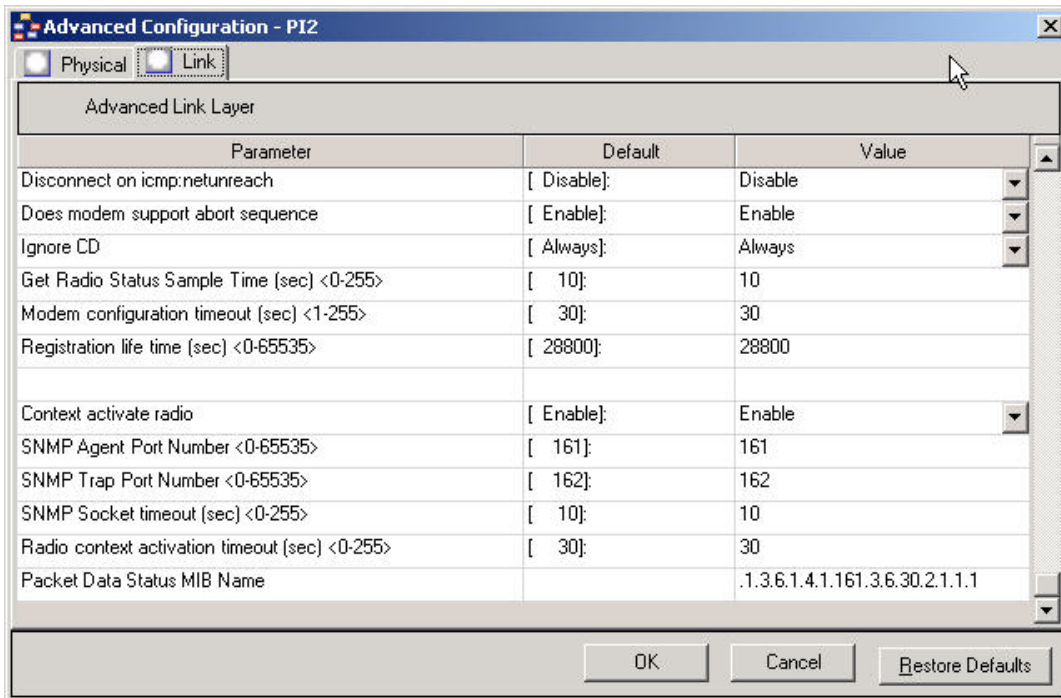 Advanced Configuration - PI2
Physical Link
Advanced Link Layer
Parameter Default Value
Disconnect on icmp:netunreach [ Disable]: Disable
Does modem support abort sequence [ Enable]: Enable
Ignore CD [ Always]: Always
Get Radio Status Sample Time (sec) <0-255> [ 10]: 10
Modem configuration timeout (sec) <1-255> [ 30]: 30
Registration life time (sec) <0-65535> [ 28800]: 28800
Context activate radio [ Enable]: Enable
SNMP Agent Port Number <0-65535> [ 161]: 161
SNMP Trap Port Number <0-65535> [ 162]: 162
SNMP Socket timeout (sec) <0-255> [ 10]: 10
Radio context activation timeout (sec) <0-255> [ 30]: 30
Packet Data Status MIB Name .1.3.6.1.4.1.161.3.6.30.2.1.1.1
OK Cancel Restore Defaults